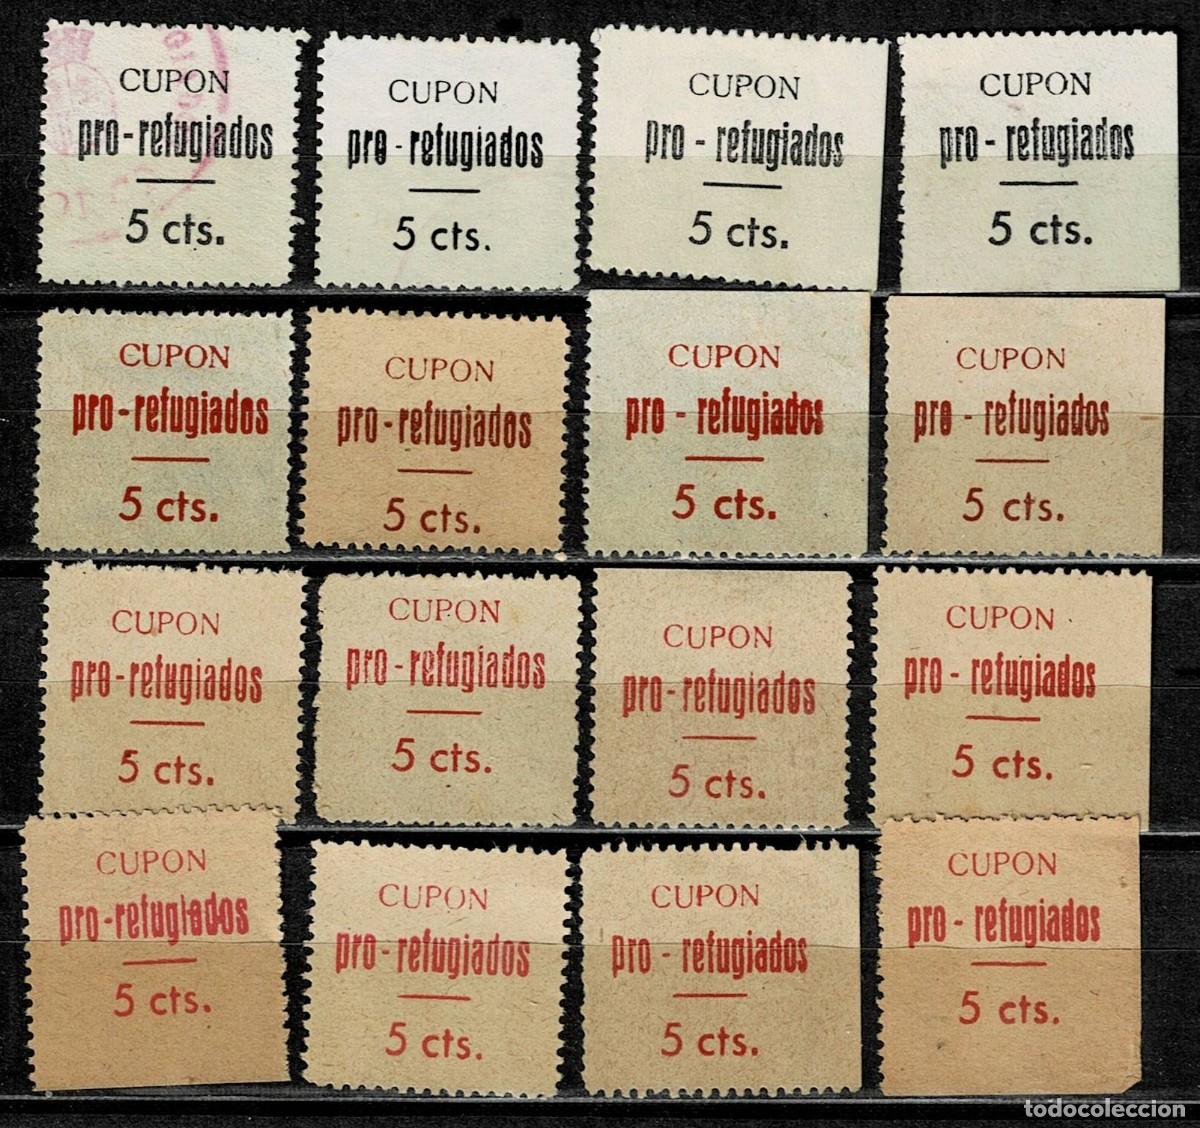 CUPON
pro-refugiados
5 cts.
CUPON
pro-refugiados
5 cts.
CUPON
pro - refugiados
5 cts.
CUPON
pro - refugiados
5 cts.
CUPON
pro-refugiados
5 cts.
CUPON
pro-refugiados
5 cts.
CUPON
pro - refugiados
5 cts.
CUPON
pro - refugiados
5 cts.
CUPON
pro-refugiados
5 cts.
CUPON
pro-refugiados
5 cts.
CUPON
pro-refugiados
5 cts.
CUPON
pro - refugiados
5 cts.
CUPON
pro-refugiados
5 cts.
CUPON
pro-refugiados
5 cts.
CUPON
pro - refugiados
5 cts.
CUPON
pro - refugiados
5 cts.
todocoleccion